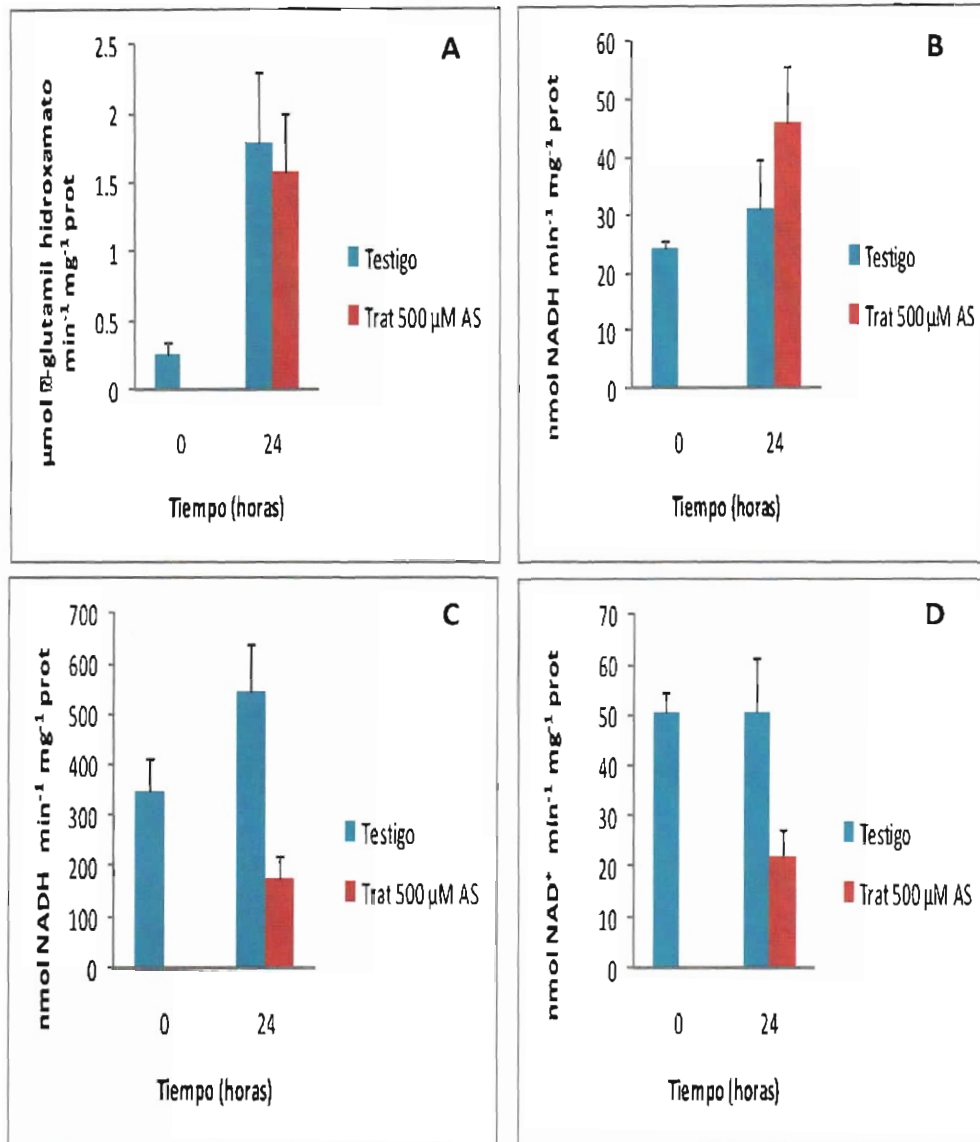 A
2.5
2
1.5
1
0.5
0
µmol �-glutamil hidroxamato
min⁻¹ mg⁻¹ prot
0
24
Tiempo (horas)
Testigo
Trat 500 µM AS
B
60
50
40
30
20
10
0
nmol NADH min⁻¹ mg⁻¹ prot
0
24
Tiempo (horas)
Testigo
Trat 500 µM AS
C
700
600
500
400
300
200
100
0
nmol NADH min⁻¹ mg⁻¹ prot
0
24
Tiempo (horas)
Testigo
Trat 500 µM AS
D
70
60
50
40
30
20
10
0
nmol NAD⁺ min⁻¹ mg⁻¹ prot
0
24
Tiempo (horas)
Testigo
Trat 500 µM AS